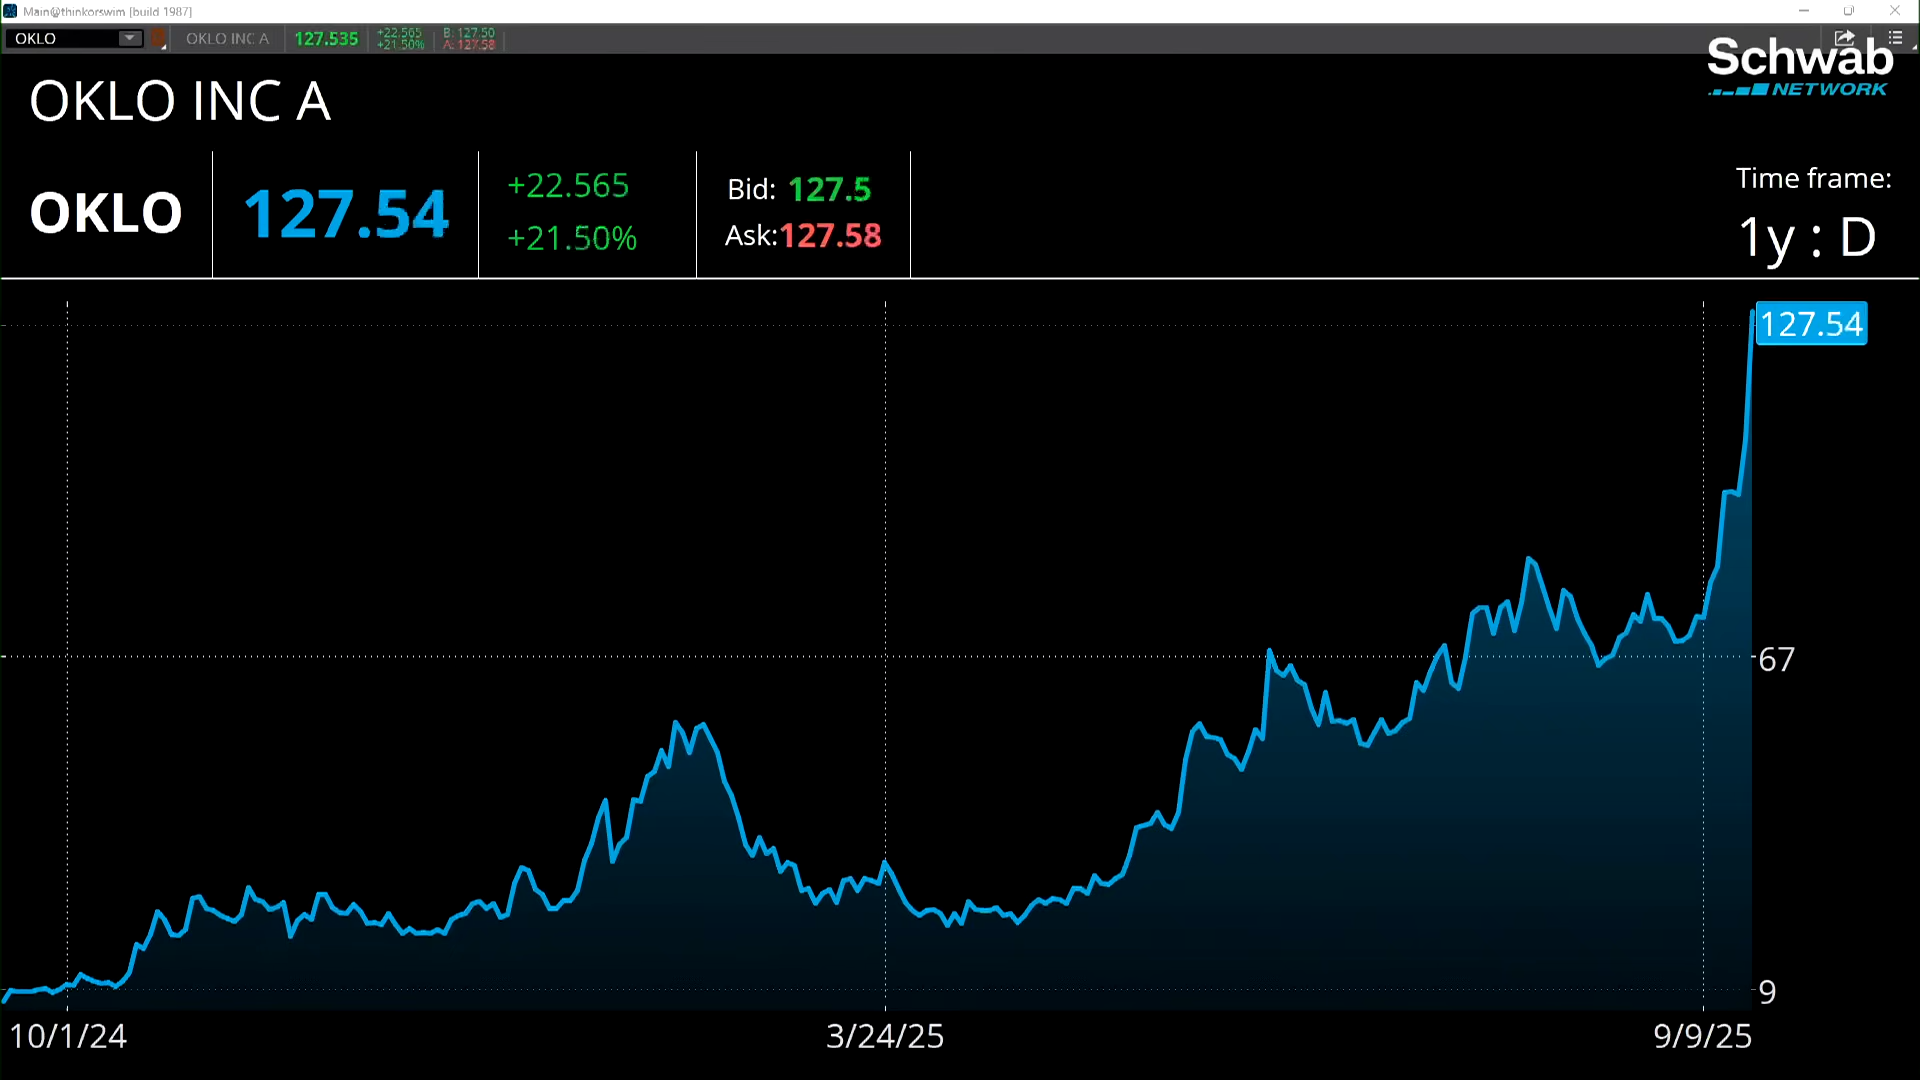 Main@thinkorswim [build 1987]
OKLO
OKLO INC A
127.535
+22.565
+21.50%
B: 127.50
A: 127.58
Schwab
NETWORK
OKLO INC A
OKLO
127.54
+22.565
+21.50%
Bid: 127.5
Ask:127.58
Time frame:
1y : D
127.54
67
9
10/1/24
3/24/25
9/9/25